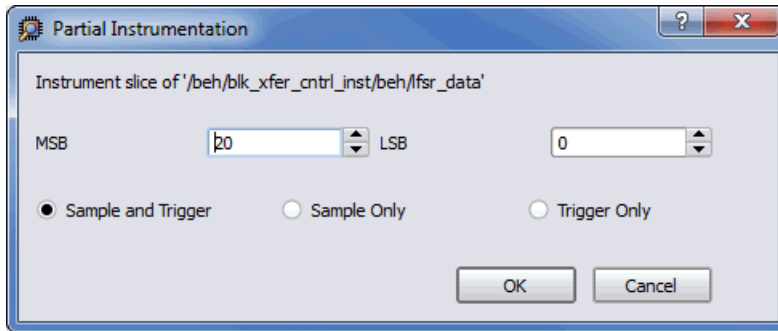 Partial Instrumentation
? X
Instrument slice of '/beh/blk_xfer_cntrl_inst/beh/lfsr_data'
MSB 20 LSB 0
Sample and Trigger Sample Only Trigger Only
OK Cancel